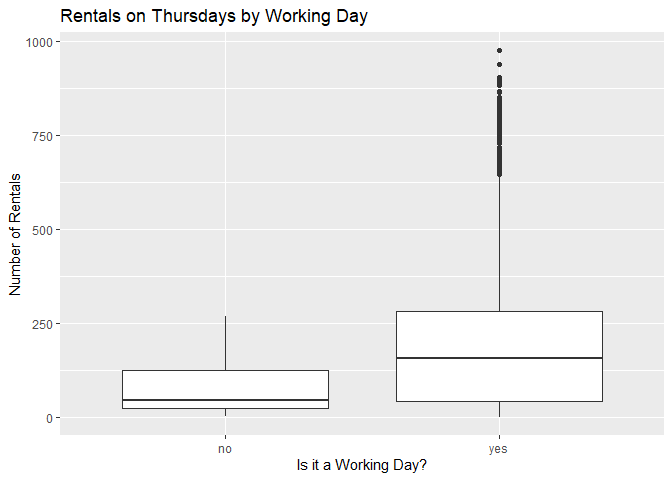 Rentals on Thursdays by Working Day
1000
750
500
250
0
Number of Rentals
no
yes
Is it a Working Day?